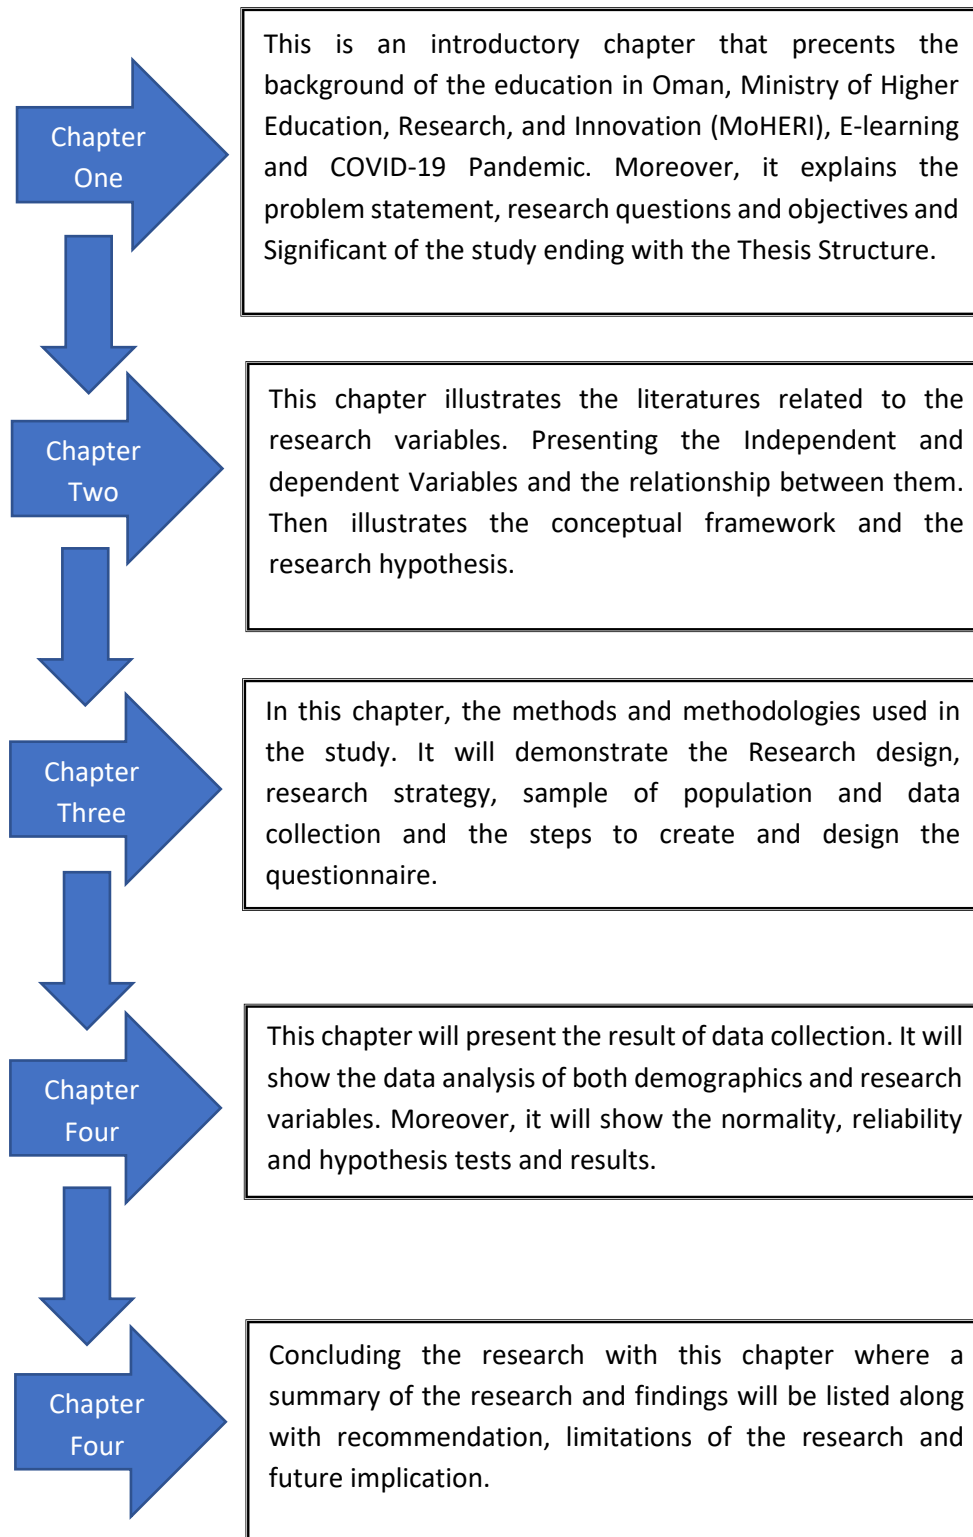 Chapter
One
This is an introductory chapter that precents the
background of the education in Oman, Ministry of Higher
Education, Research, and Innovation (MoHERI), E-learning
and COVID-19 Pandemic. Moreover, it explains the
problem statement, research questions and objectives and
Significant of the study ending with the Thesis Structure.
Chapter
Two
This chapter illustrates the literatures related to the
research variables. Presenting the Independent and
dependent Variables and the relationship between them.
Then illustrates the conceptual framework and the
research hypothesis.
Chapter
Three
In this chapter, the methods and methodologies used in
the study. It will demonstrate the Research design,
research strategy, sample of population and data
collection and the steps to create and design the
questionnaire.
Chapter
Four
This chapter will present the result of data collection. It will
show the data analysis of both demographics and research
variables. Moreover, it will show the normality, reliability
and hypothesis tests and results.
Chapter
Four
Concluding the research with this chapter where a
summary of the research and findings will be listed along
with recommendation, limitations of the research and
future implication.